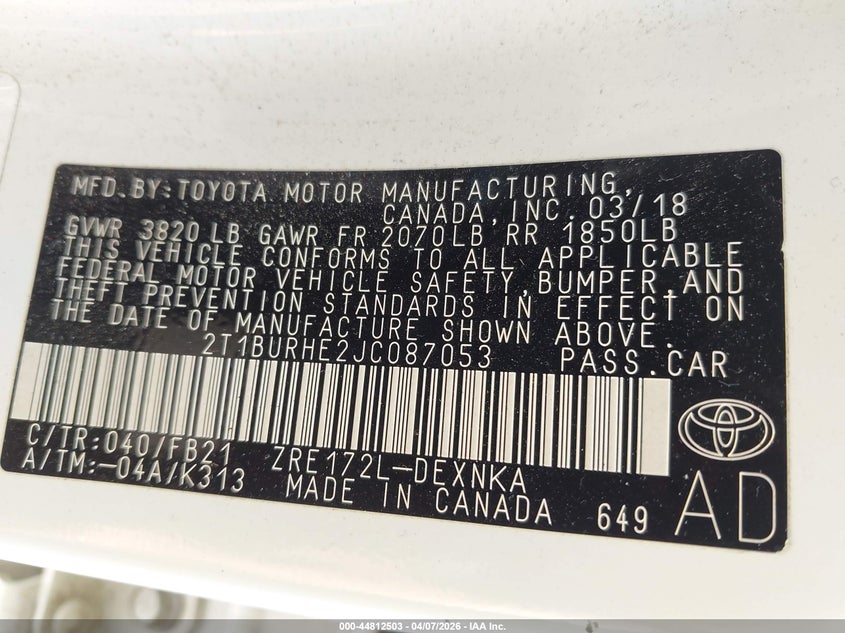 MFD.BY:TOYOTA MOTOR MANUFACTURING,
CANADA,INC. 03/18
GVWR 3820 LB GAWR FR 2070LB RR 1850LB
THIS VEHICLE CONFORMS TO ALL APPLICABLE
FEDERAL MOTOR VEHICLE SAFETY,BUMPER,AND
THEFT PREVENTION STANDARDS IN EFFECT ON
THE DATE OF MANUFACTURE SHOWN ABOVE.
2T1BURHE2JC087053 PASS.CAR
C/TR:040/FB21 ZRE172L-DEXNKA
A/TM:-04A/K313 MADE IN CANADA 649 AD
000-44812503 - 04/07/2026 - IAA Inc.